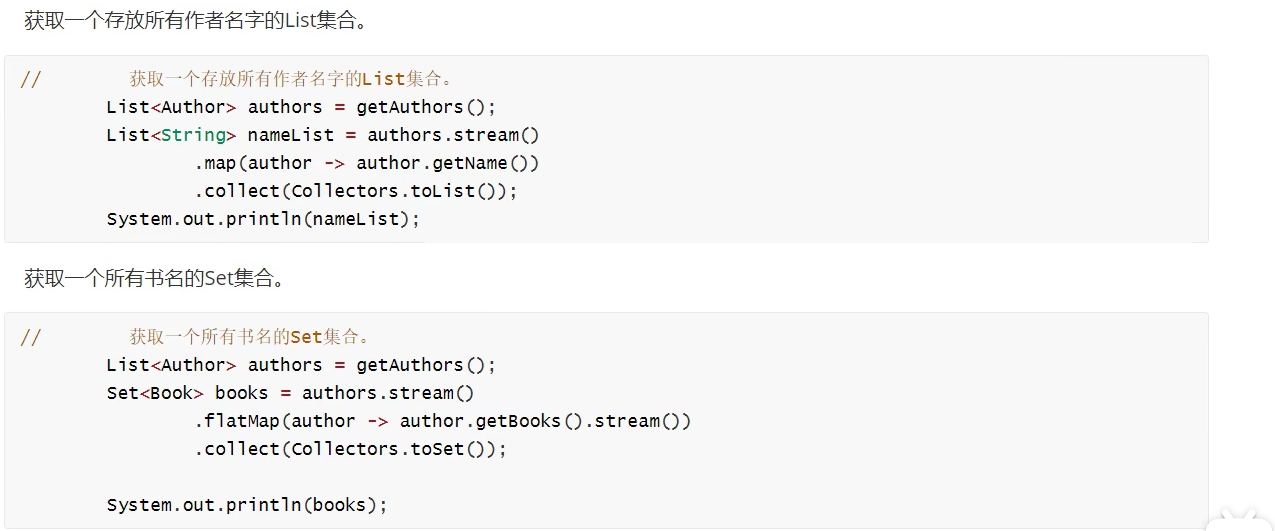 获取一个存放所有作者名字的List集合。
//        获取一个存放所有作者名字的List集合。
        List<Author> authors = getAuthors();
        List<String> nameList = authors.stream()
                .map(author -> author.getName())
                .collect(Collectors.toList());
        System.out.println(nameList);
获取一个所有书名的Set集合。
//        获取一个所有书名的Set集合。
        List<Author> authors = getAuthors();
        Set<Book> books = authors.stream()
                .flatMap(author -> author.getBooks().stream())
                .collect(Collectors.toSet());
        System.out.println(books);